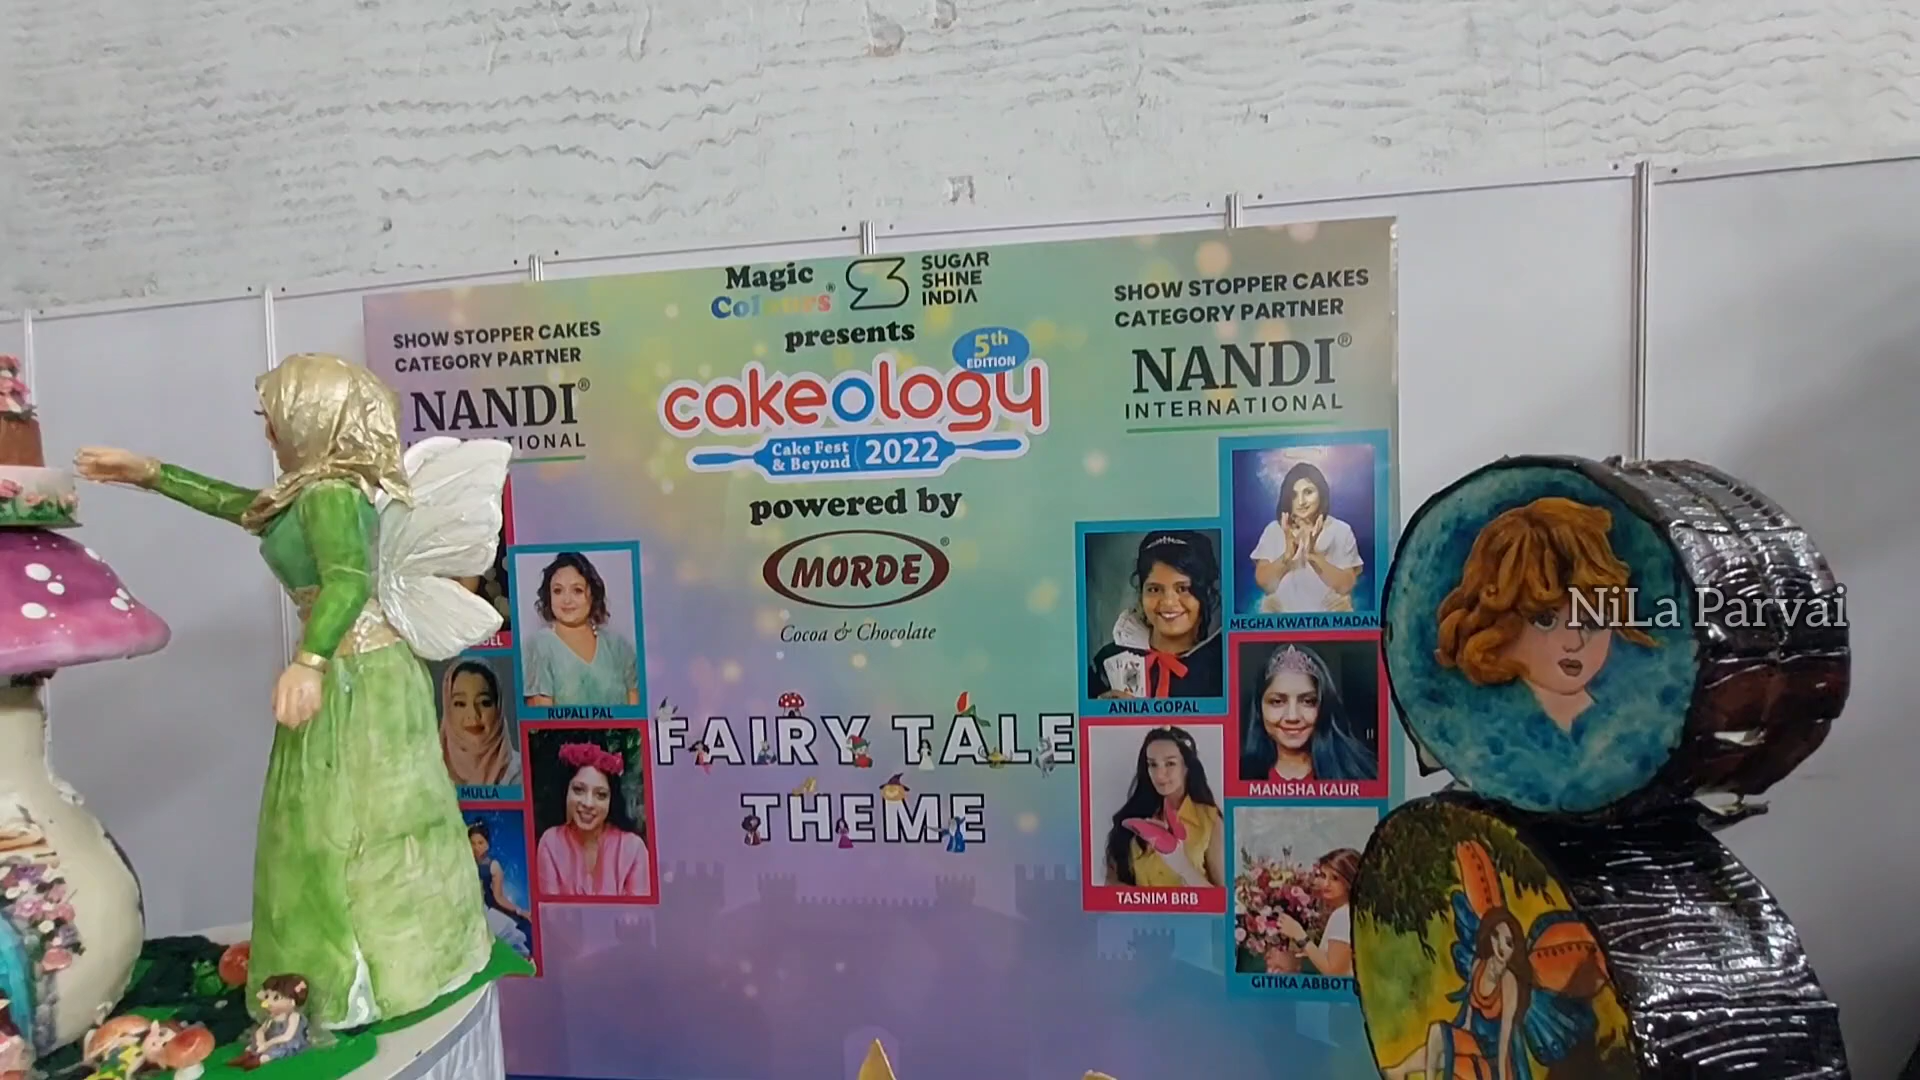 SHOW STOPPER CAKES
CATEGORY PARTNER
NANDI®
Magic
Colours®
SUGAR
SHINE
INDIA
presents
5th
EDITION
cakeology
Cake Fest
& Beyond
2022
powered by
MORDE®
Cocoa & Chocolate
FAIRY TALE
THEME
SHOW STOPPER CAKES
CATEGORY PARTNER
NANDI®
INTERNATIONAL
RUPALI PAL
MULLA
MEGHA KWATRA MADAN
ANILA GOPAL
MANISHA KAUR
TASNIM BRB
GITIKA ABBOTT
NiLa Parvai